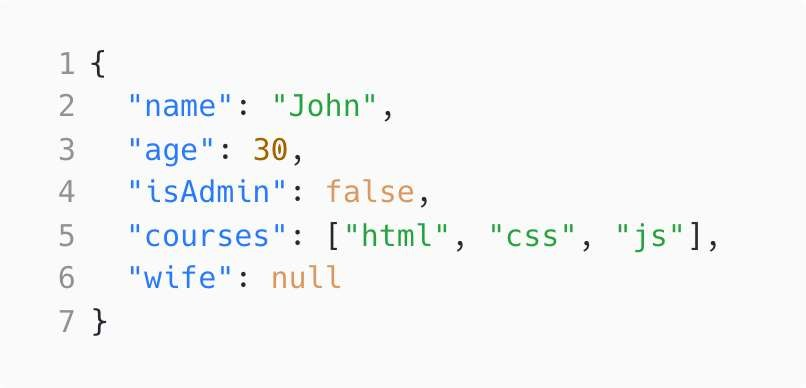 1 {
2   "name": "John",
3   "age": 30,
4   "isAdmin": false,
5   "courses": ["html", "css", "js"],
6   "wife": null
7 }